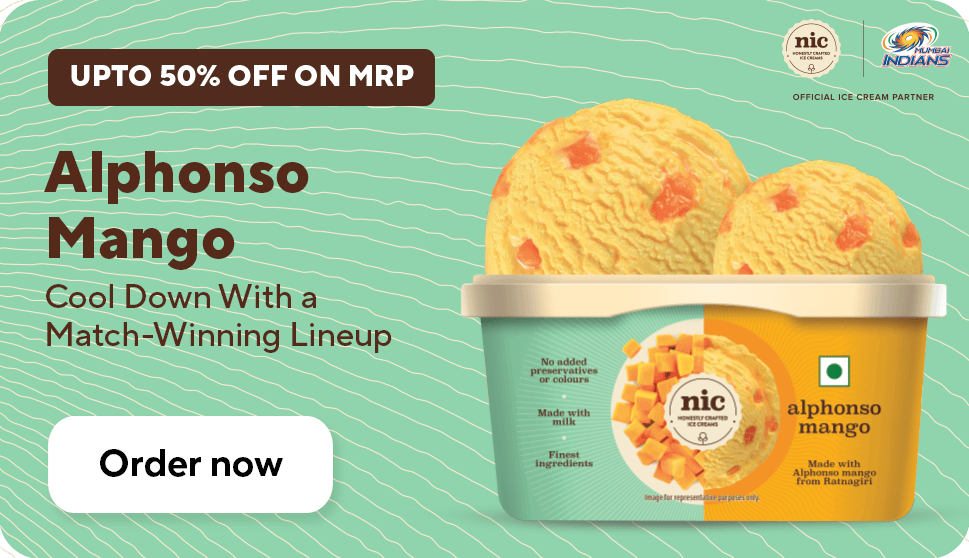 UPTO 50% OFF ON MRP
nic
HONESTLY CRAFTED
ICE CREAMS
MUMBAI
INDIANS
OFFICIAL ICE CREAM PARTNER
Alphonso
Mango
Cool Down With a
Match-Winning Lineup
Order now
No added
preservatives
or colours
Made with
milk
Finest
ingredients
nic
HONESTLY CRAFTED
ICE CREAMS
alphonso
mango
Made with
Alphonso mango
from Ratnagiri
Image for representative purposes only.